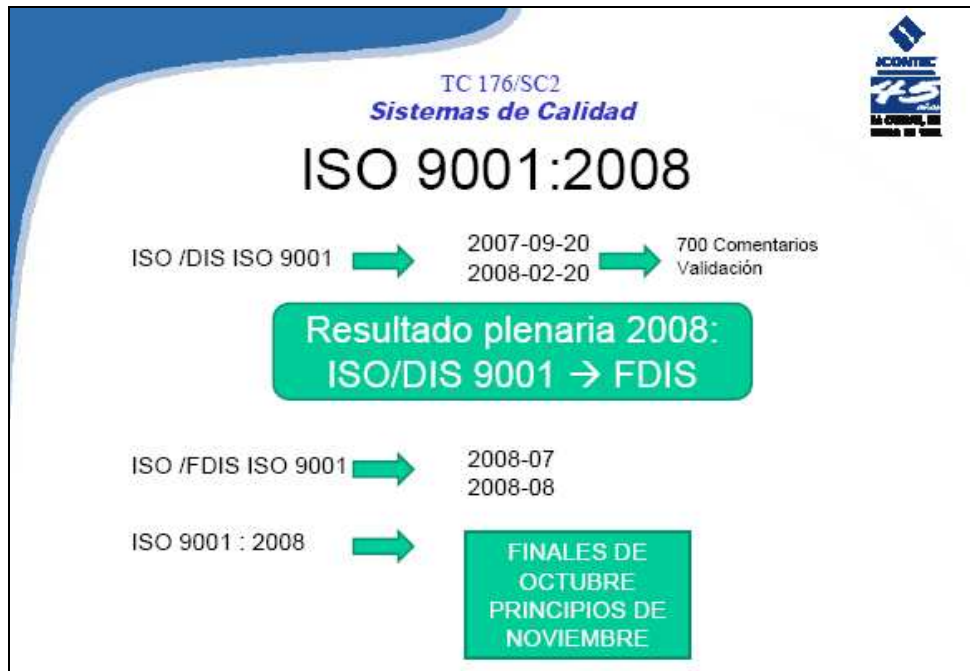 TC 176/SC2
Sistemas de Calidad
ICONTEC
45
años
ISO 9001:2008
ISO /DIS ISO 9001
2007-09-20
2008-02-20
700 Comentarios
Validación
Resultado plenaria 2008:
ISO/DIS 9001 → FDIS
ISO /FDIS ISO 9001
2008-07
2008-08
ISO 9001 : 2008
FINALES DE
OCTUBRE
PRINCIPIOS DE
NOVIEMBRE